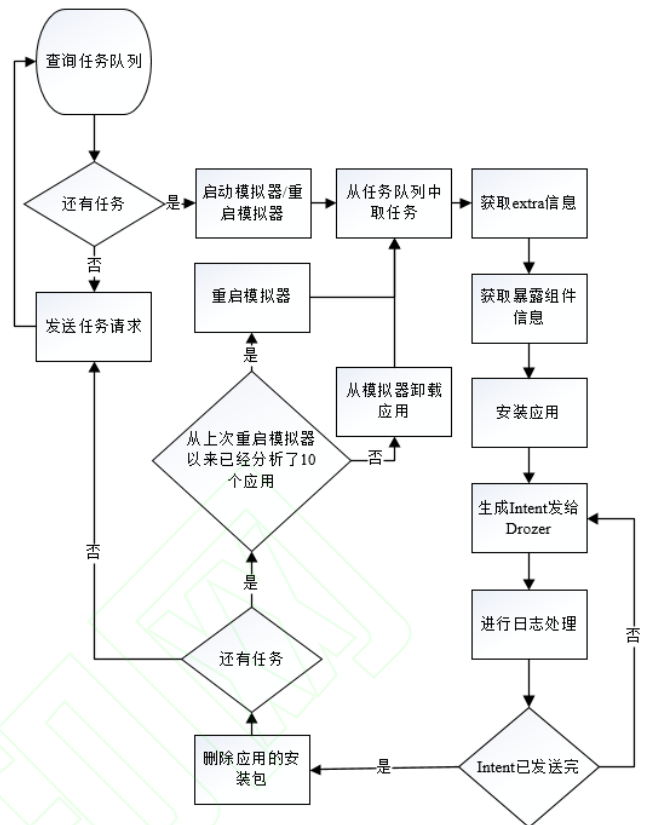 查询任务队列
还有任务
是
启动模拟器/重
启模拟器
从任务队列中
取任务
获取extra信息
否
发送任务请求
重启模拟器
获取暴露组件
信息
是
从模拟器卸载
应用
安装应用
从上次重启模拟器
以来已经分析了10
个应用
否
生成Intent发给
Drozer
否
是
进行日志处理
否
还有任务
删除应用的安
装包
是
Intent已发送完